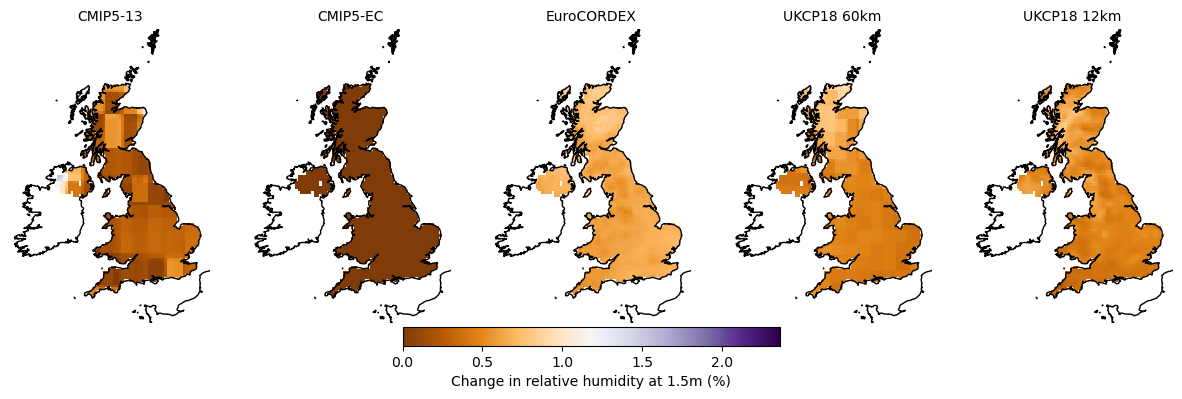 CMIP5-13 CMIP5-EC EuroCORDEX UKCP18 60km UKCP18 12km
0.0 0.5 1.0 1.5 2.0
Change in relative humidity at 1.5m (%)